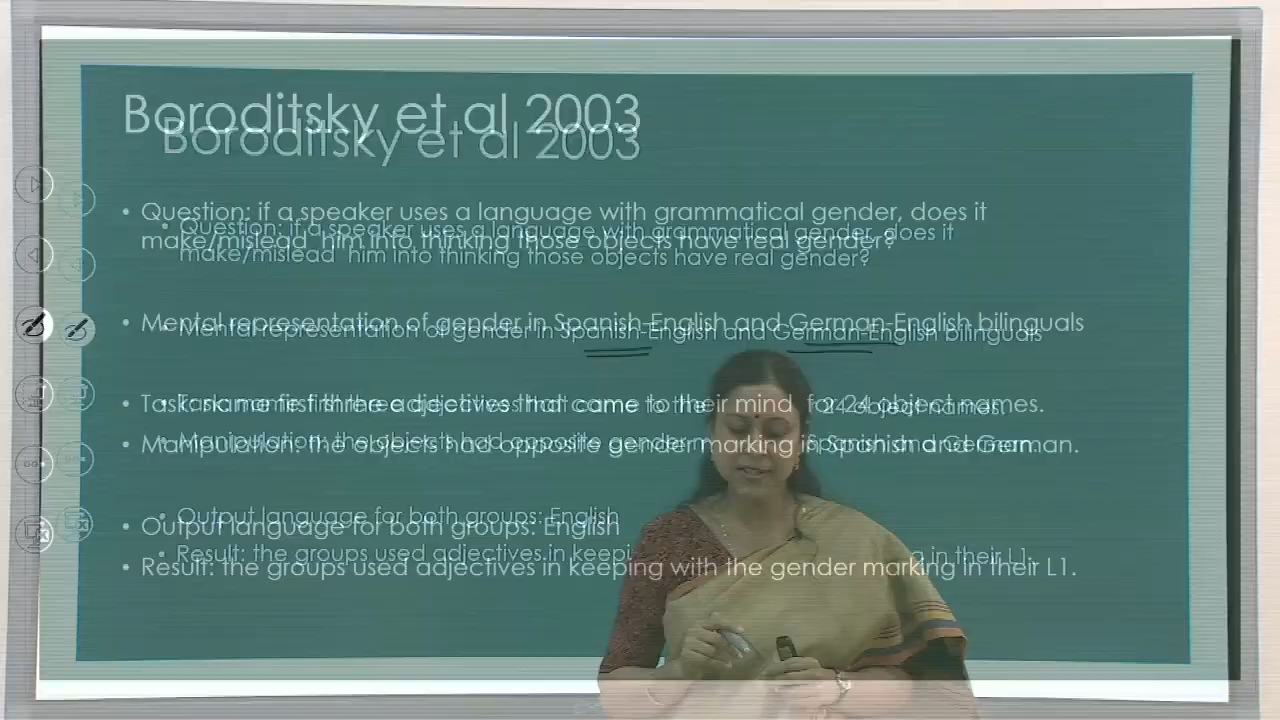 Boroditsky et al 2003
• Question: if a speaker uses a language with grammatical gender, does it
make/mislead him into thinking those objects have real gender?
• Mental representation of gender in Spanish-English and German-English bilinguals
• Task: name first three adjectives that came to their mind for 24 object names.
• Manipulation: the objects had opposite gender marking in Spanish and German.
• Output language for both groups: English
• Result: the groups used adjectives in keeping with the gender marking in their L1.